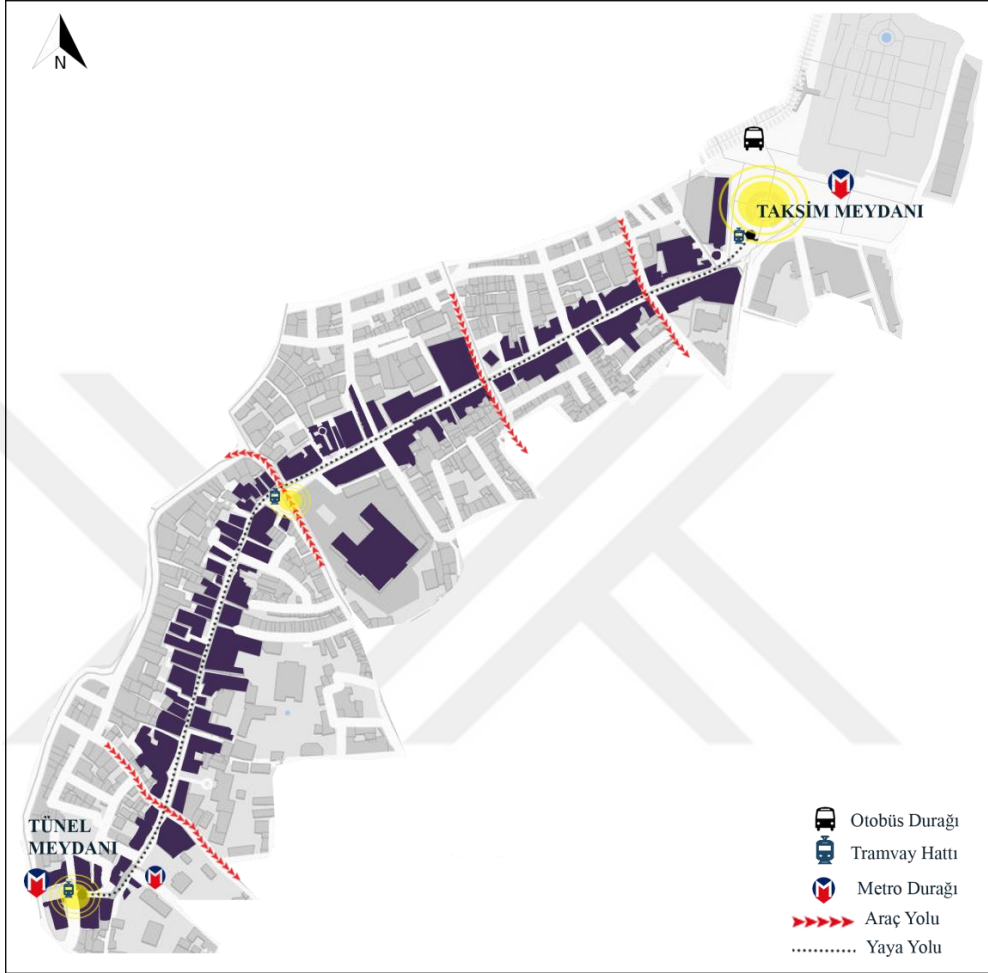 N
TAKSİM MEYDANI
TÜNEL
MEYDANI
Otobüs Durağı
Tramvay Hattı
Metro Durağı
Araç Yolu
Yaya Yolu